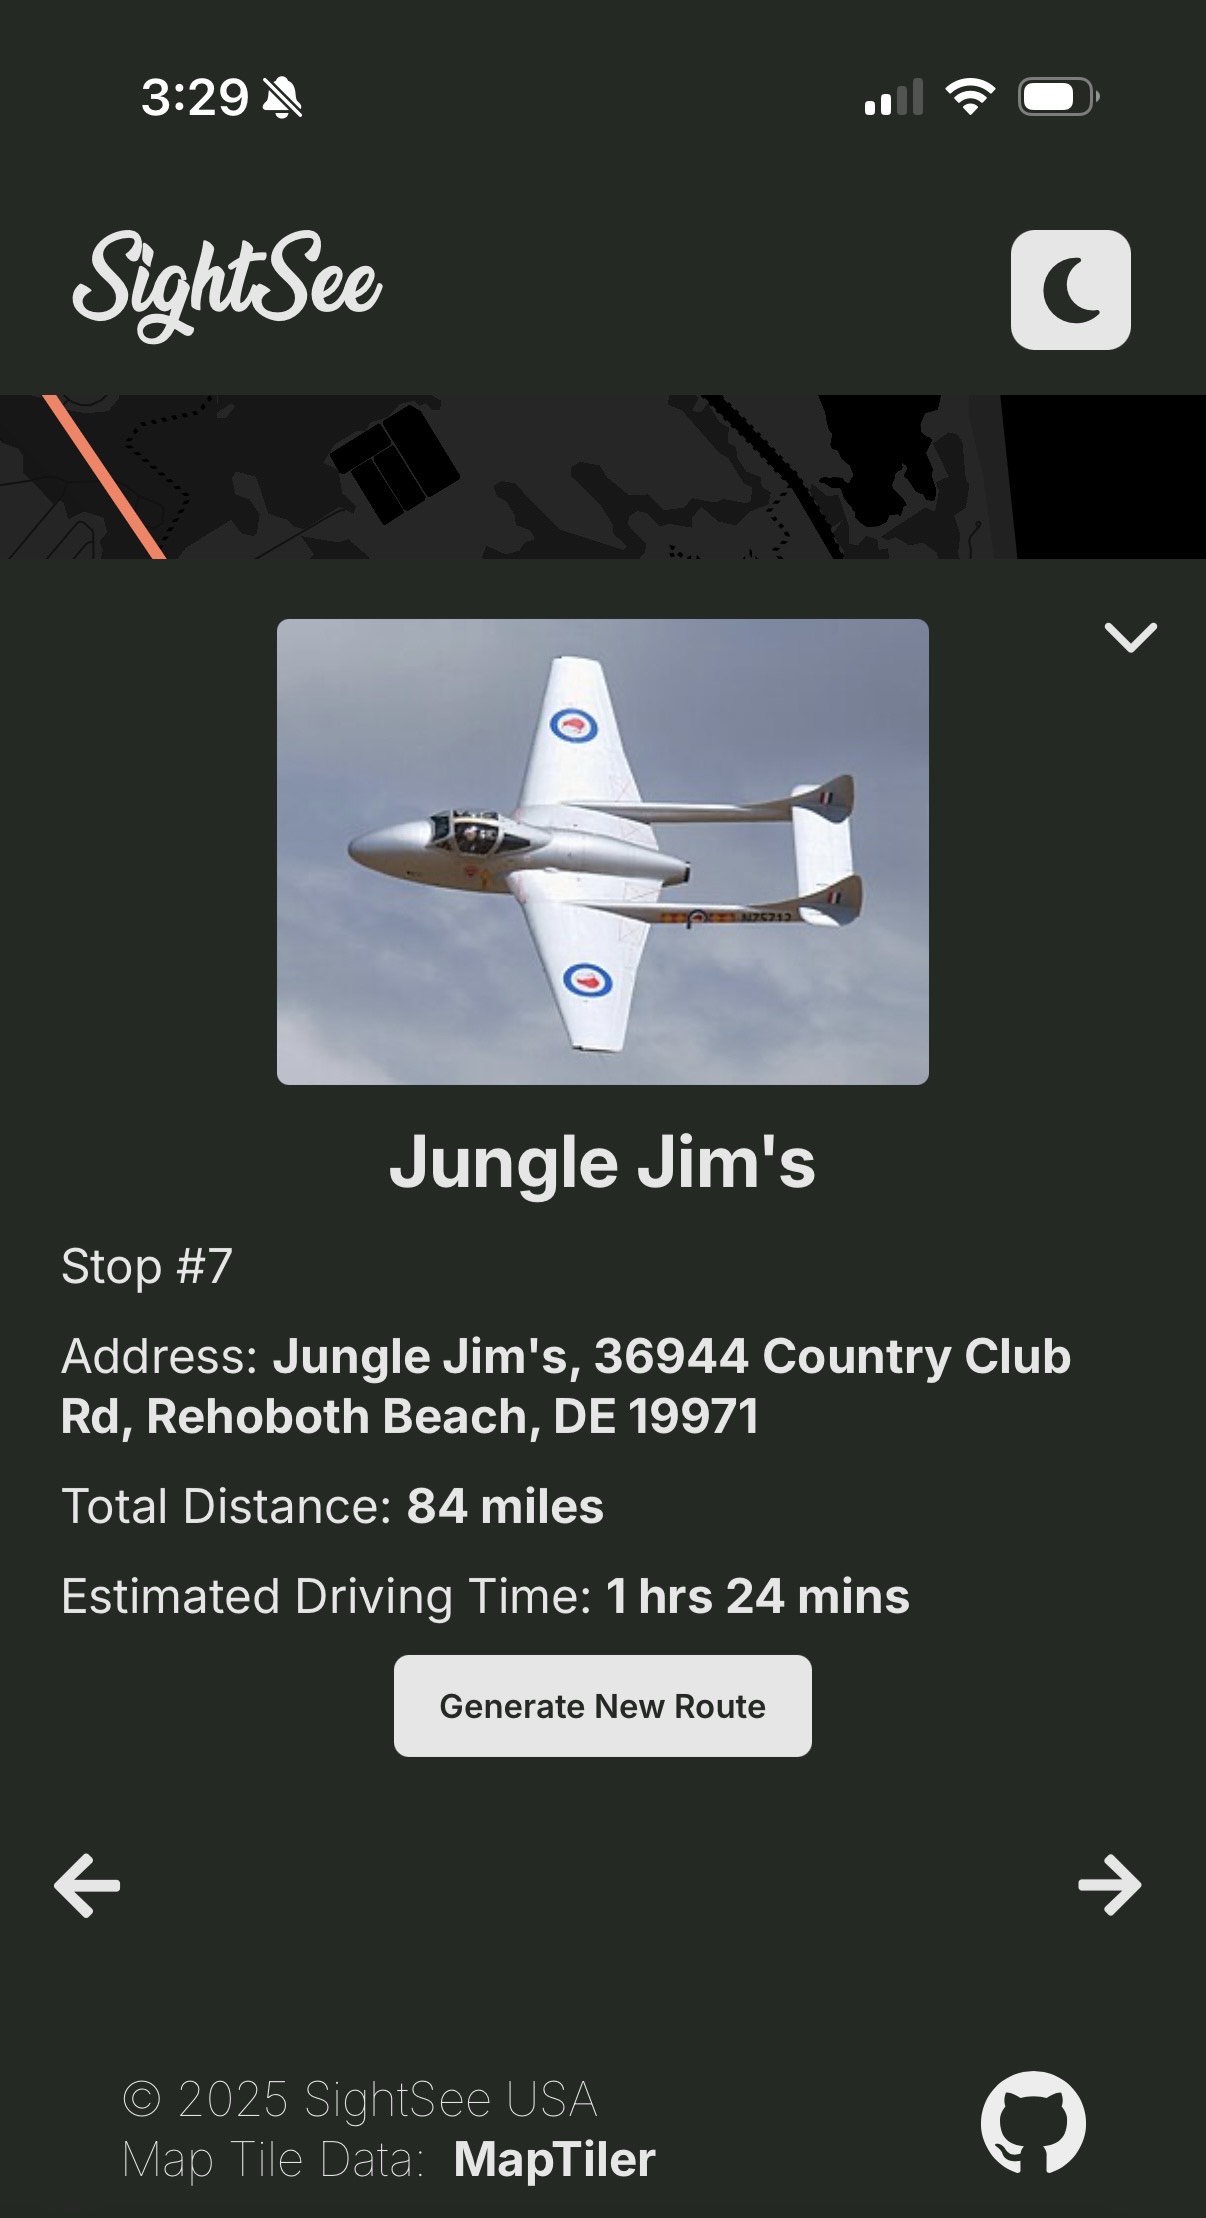 3:29
SightSee
NZ5712
Jungle Jim's
Stop #7
Address: Jungle Jim's, 36944 Country Club
Rd, Rehoboth Beach, DE 19971
Total Distance: 84 miles
Estimated Driving Time: 1 hrs 24 mins
Generate New Route
© 2025 SightSee USA
Map Tile Data: MapTiler